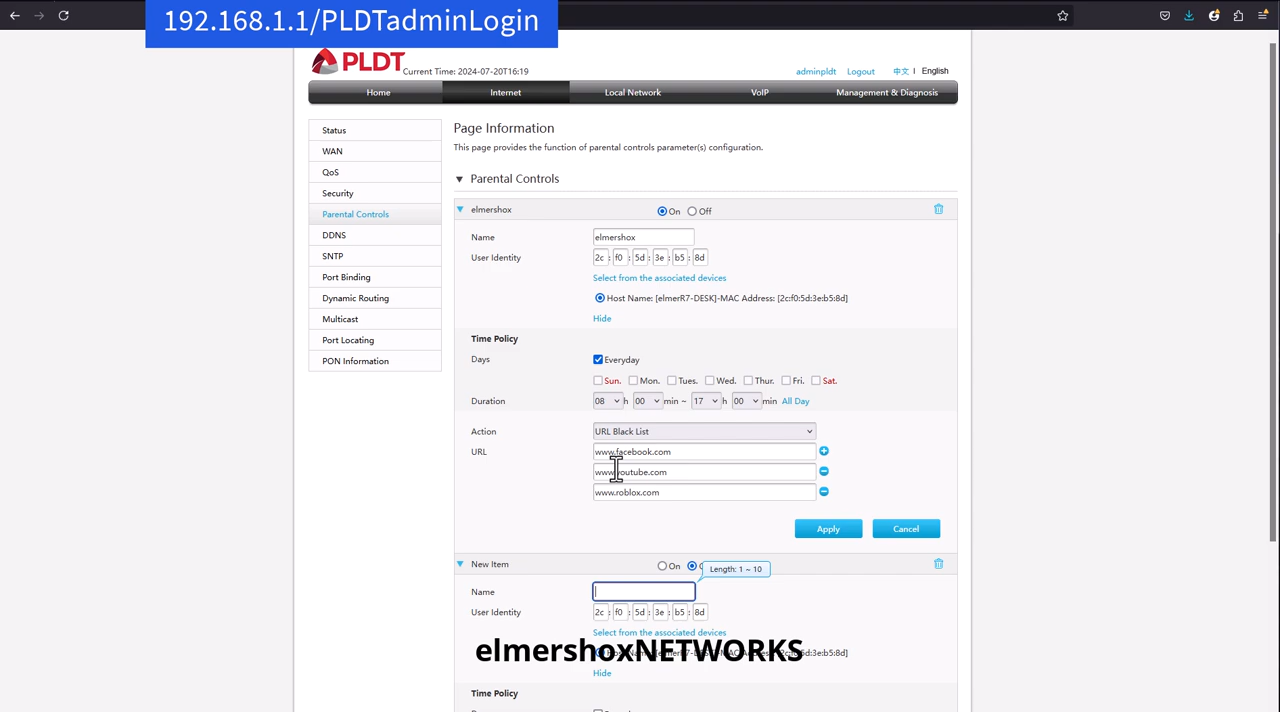 192.168.1.1/PLDTadminLogin
PLDT
Current Time: 2024-07-20T16:19
adminpldt Logout 中文 | English
Home Internet Local Network VoIP Management & Diagnosis
Status
WAN
QoS
Security
Parental Controls
DDNS
SNTP
Port Binding
Dynamic Routing
Multicast
Port Locating
PON Information
Page Information
This page provides the function of parental controls parameter(s) configuration.
Parental Controls
elmershox On Off
Name elmershox
User Identity 2c : f0 : 5d : 3e : b5 : 8d
Select from the associated devices
Host Name: [elmerR7-DESK]-MAC Address: [2c:f0:5d:3e:b5:8d]
Hide
Time Policy
Days Everyday
Sun. Mon. Tues. Wed. Thur. Fri. Sat.
Duration 08 h 00 min ~ 17 h 00 min All Day
Action URL Black List
URL www.facebook.com
www.youtube.com
www.roblox.com
Apply Cancel
New Item On
Length: 1 ~ 10
Name
User Identity 2c : f0 : 5d : 3e : b5 : 8d
Select from the associated devices
elmershoxNETWORKS
:5d:3e:b5:8d]
Hide
Time Policy